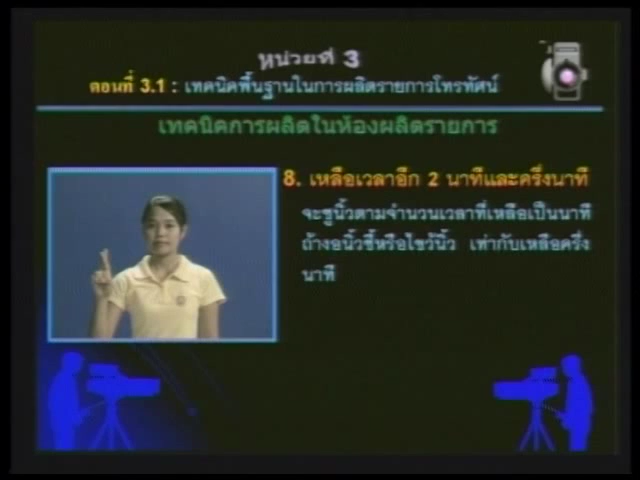 หน่วยที่ 3
ตอนที่ 3.1 : เทคนิคพื้นฐานในการผลิตรายการโทรทัศน์
เทคนิคการผลิตในห้องผลิตรายการ
8. เหลือเวลาอีก 2 นาทีและครึ่งนาที
จะชูนิ้วตามจำนวนเวลาที่เหลือเป็นนาที
ถ้างอนิ้วชี้หรือไขว้นิ้ว เท่ากับเหลือครึ่ง
นาที